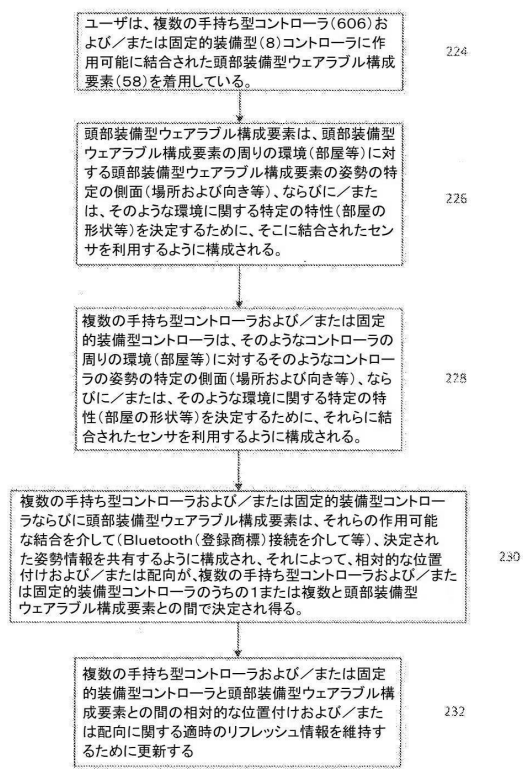 ユーザは、複数の手持ち型コントローラ(606)お
よび/または固定的装備型(8)コントローラに作
用可能に結合された頭部装備型ウェアラブル構成
要素(58)を着用している。
224
頭部装備型ウェアラブル構成要素は、頭部装備型
ウェアラブル構成要素の周りの環境(部屋等)に対
する頭部装備型ウェアラブル構成要素の姿勢の特
定の側面(場所および向き等)、ならびに/または
は、そのような環境に関する特定の特性(部屋の
形状等)を決定するために、そこに結合されたセン
サを利用するように構成される。
226
複数の手持ち型コントローラおよび/または固定
的装備型コントローラは、そのようなコントローラの
周りの環境(部屋等)に対するそのようなコントロー
ラの姿勢の特定の側面(場所および向き等)、なら
びに/または、そのような環境に関する特定の特
性(部屋の形状等)を決定するために、それらに結
合されたセンサを利用するように構成される。
228
複数の手持ち型コントローラおよび/または固定的装備型コントロー
ラならびに頭部装備型ウェアラブル構成要素は、それらの作用可能
な結合を介して(Bluetooth(登録商標)接続を介して等)、決定さ
れた姿勢情報を共有するように構成され、それによって、相対的な位置
付けおよび/または配向が、複数の手持ち型コントローラおよび/また
は固定的装備型コントローラのうちの1または複数と頭部装備型
ウェアラブル構成要素との間で決定され得る。
230
複数の手持ち型コントローラおよび/または固定
的装備型コントローラと頭部装備型ウェアラブル構
成要素との間の相対的な位置付けおよび/または
配向に関する適時のリフレッシュ情報を維持す
るために更新する
232